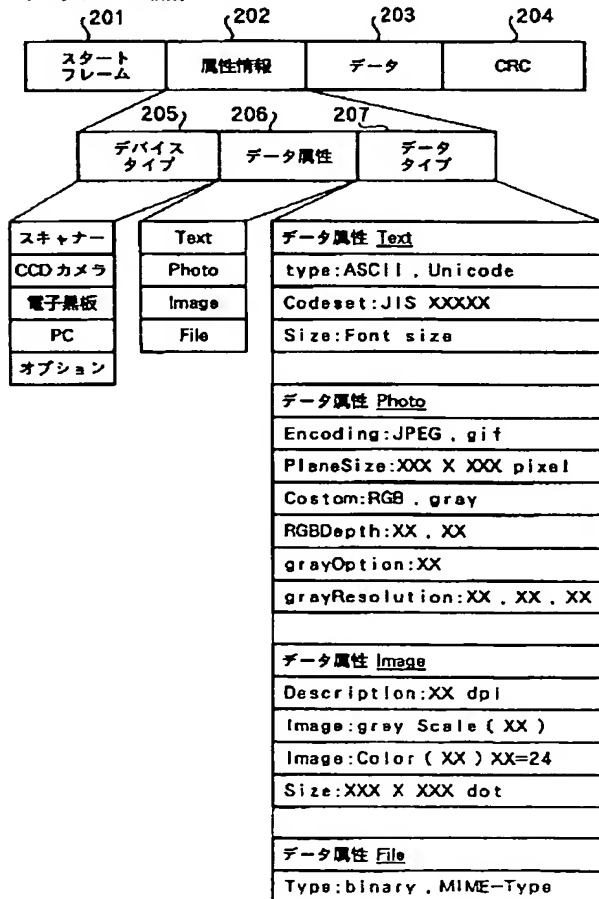 201 202 203 204
スタート
フレーム
属性情報
データ
CRC
205 206 207
デバイス
タイプ
データ属性
データ
タイプ
スキャナー
CCDカメラ
電子黒板
PC
オプション
Text
Photo
Image
File
データ属性 Text
type:ASCII , Unicode
Codeset:JIS XXXXX
Size:Font size
データ属性 Photo
Encoding:JPEG , gif
PlaneSize:XXX X XXX pixel
Costom:RGB , gray
RGBDepth:XX , XX
grayOption:XX
grayResolution:XX , XX , XX
データ属性 Image
Description:XX dpi
Image:gray Scale ( XX )
Image:Color ( XX ) XX=24
Size:XXX X XXX dot
データ属性 File
Type:binary , MIME-Type